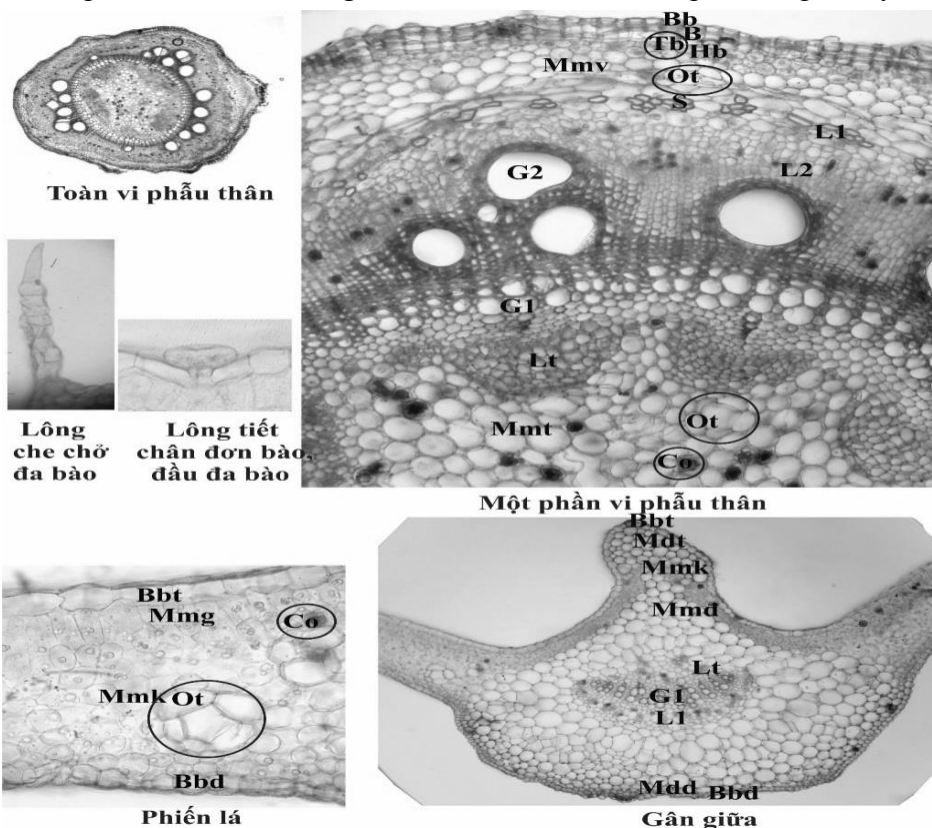 Toàn vi phẫu thân
Bb
B
Tb
Hb
Mmv
Ot
S
L1
L2
G2
G1
Lt
Mmt
Ot
Co
Một phần vi phẫu thân
Lông
che chở
đa bào
Lông tiết
chân đơn bào,
đầu đa bào
Bbt
Mmg
Co
Mmk
Ot
Bbd
Phiến lá
Bbt
Mdt
Mmk
Mmd
Lt
G1
L1
Mdd
Bbd
Gân giữa